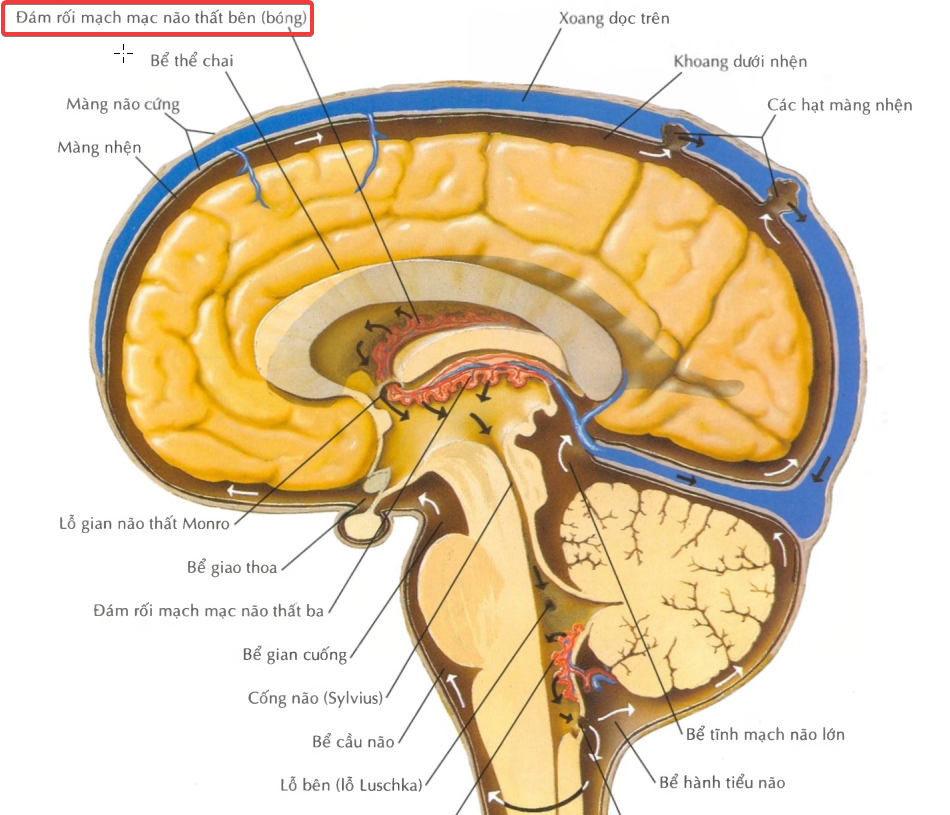 Đám rối mạch mạc não thất bên (bóng)
Xoang dọc trên
Bể thể chai
Khoang dưới nhện
Màng não cứng
Các hạt màng nhện
Màng nhện
Lỗ gian não thất Monro
Bể giao thoa
Đám rối mạch mạc não thất ba
Bể gian cuống
Cống não (Sylvius)
Bể cầu não
Bể tĩnh mạch não lớn
Lỗ bên (lỗ Luschka)
Bể hành tiểu não